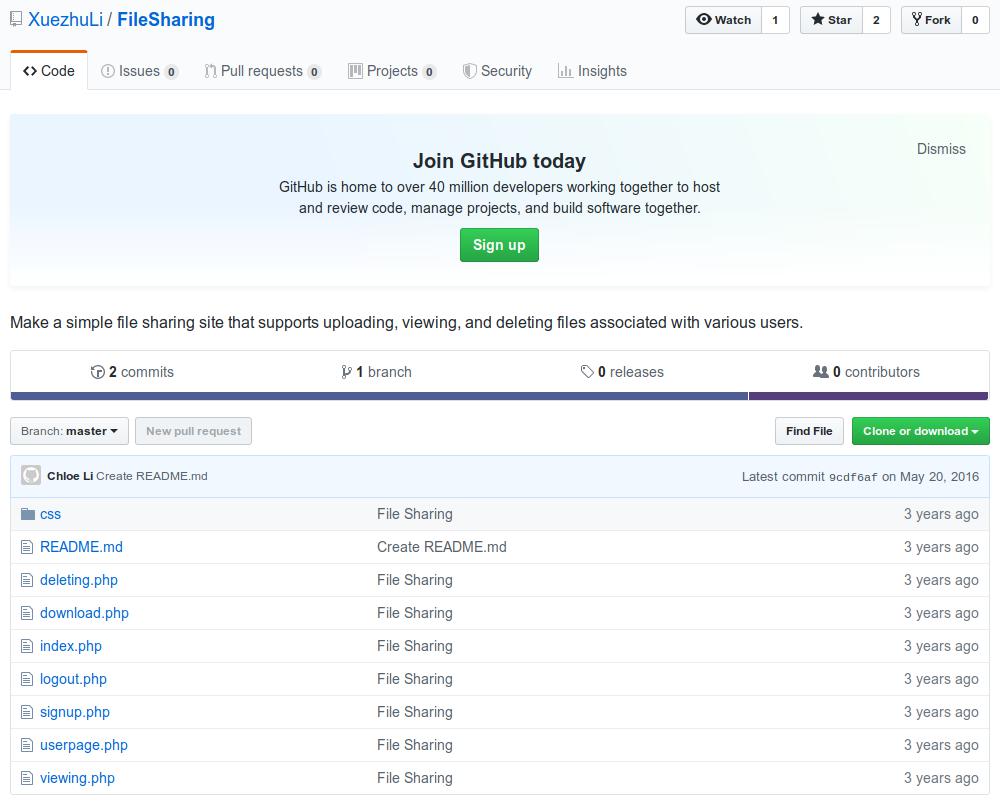 XuezhuLi / FileSharing
Watch 1
Star 2
Fork 0
Code
Issues 0
Pull requests 0
Projects 0
Security
Insights
Dismiss
Join GitHub today
GitHub is home to over 40 million developers working together to host
and review code, manage projects, and build software together.
Sign up
Make a simple file sharing site that supports uploading, viewing, and deleting files associated with various users.
2 commits
1 branch
0 releases
0 contributors
Branch: master
New pull request
Find File
Clone or download
Chloe Li Create README.md
Latest commit 9cdf6af on May 20, 2016
css File Sharing 3 years ago
README.md Create README.md 3 years ago
deleting.php File Sharing 3 years ago
download.php File Sharing 3 years ago
index.php File Sharing 3 years ago
logout.php File Sharing 3 years ago
signup.php File Sharing 3 years ago
userpage.php File Sharing 3 years ago
viewing.php File Sharing 3 years ago